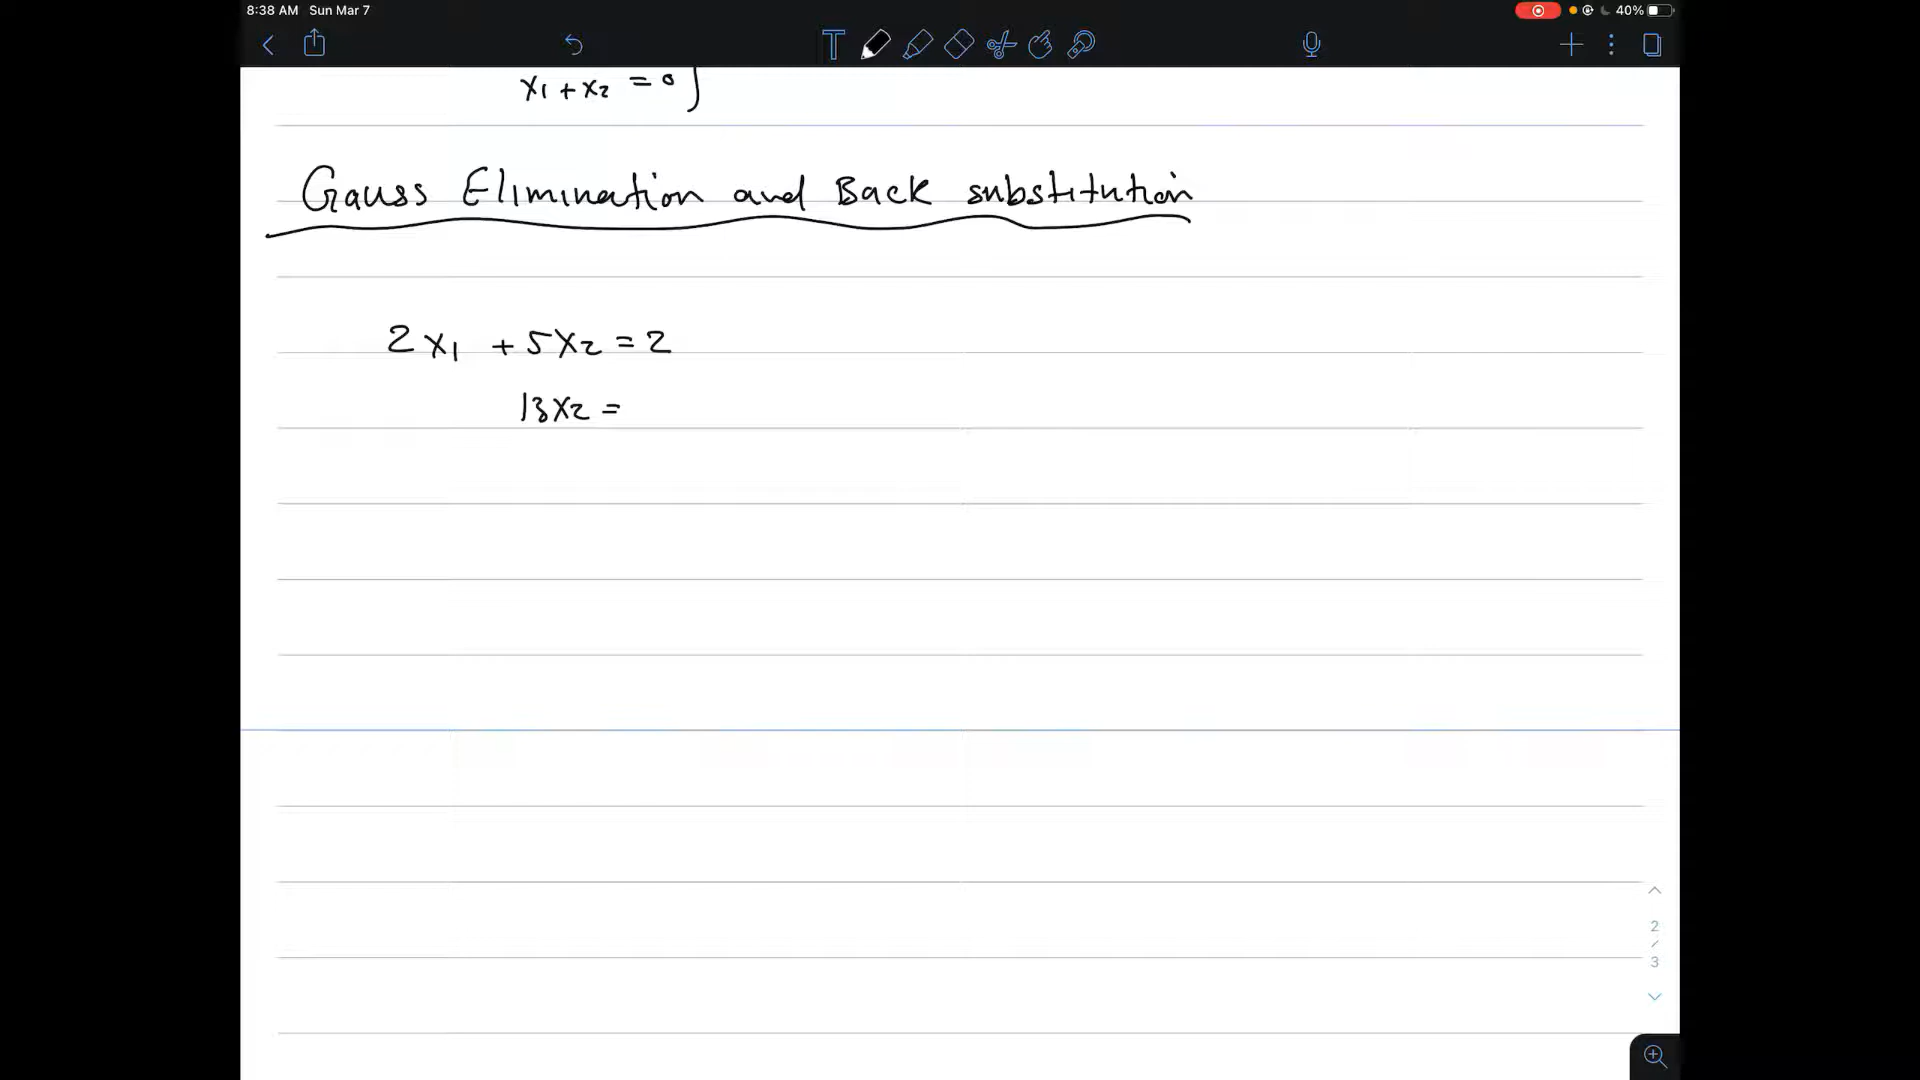 8:38 AM Sun Mar 7
40%
x1 + x2 = 0
Gauss Elimination and Back substitution
2x1 + 5x2 = 2
13x2 =
2
3